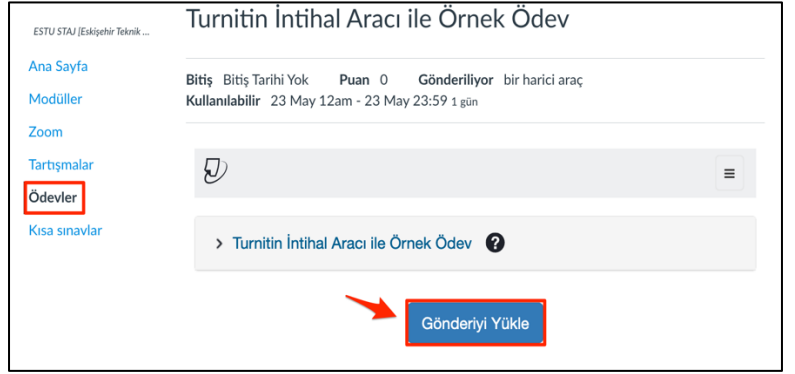 ESTU STAJ [Eskişehir Teknik ...
Ana Sayfa
Modüller
Zoom
Tartışmalar
Ödevler
Kısa sınavlar
Turnitin İntihal Aracı ile Örnek Ödev
Bitiş Bitiş Tarihi Yok Puan 0 Gönderiliyor bir harici araç
Kullanılabilir 23 May 12am - 23 May 23:59 1 gün
Turnitin İntihal Aracı ile Örnek Ödev ?
Gönderiyi Yükle